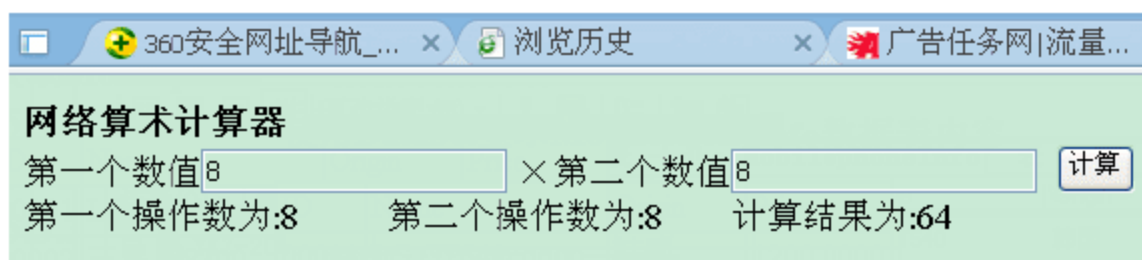 360安全网址导航_... × 浏览历史 × 广告任务网|流量...
网络算术计算器
第一个数值8 ×第二个数值8 计算
第一个操作数为:8 第二个操作数为:8 计算结果为:64